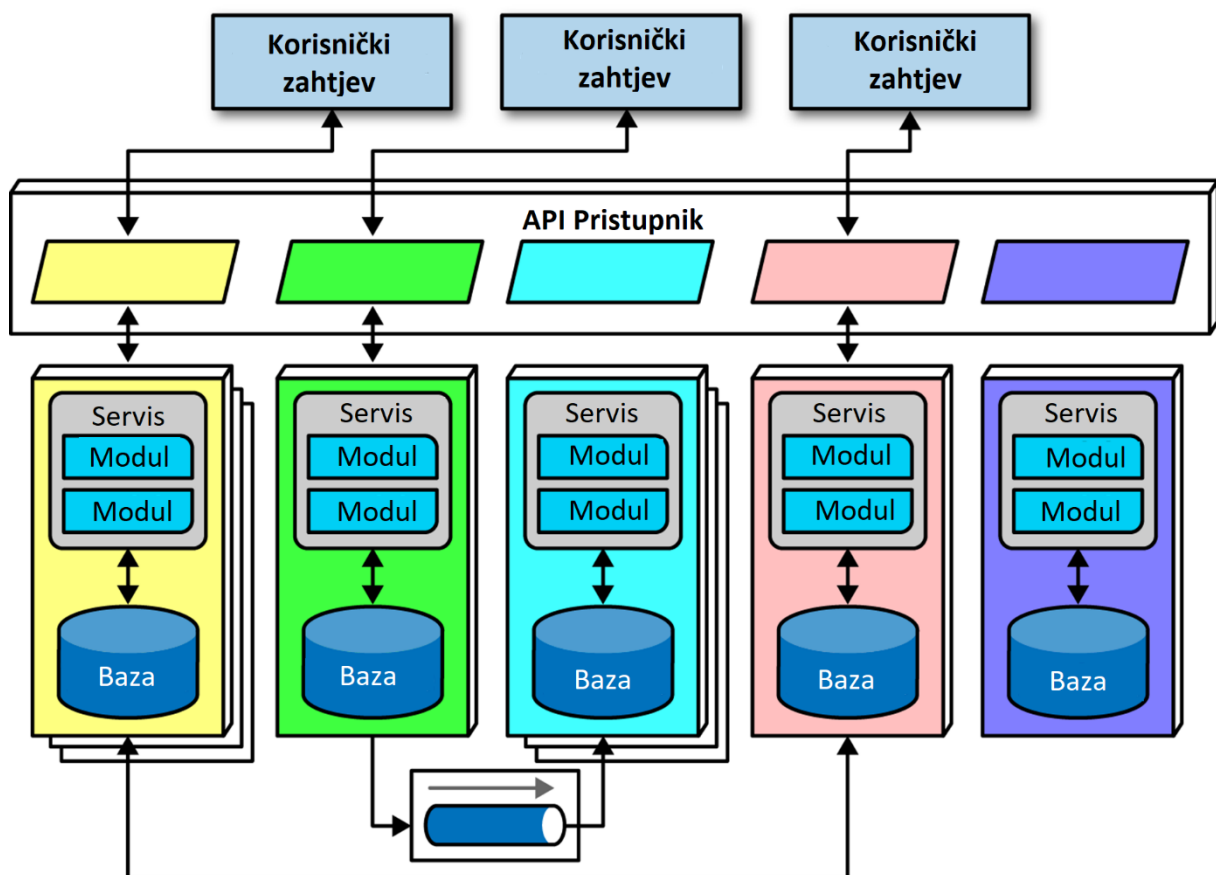 Korisnički
zahtjev
Korisnički
zahtjev
Korisnički
zahtjev
API Pristupnik
Servis
Modul
Modul
Baza
Servis
Modul
Modul
Baza
Servis
Modul
Modul
Baza
Servis
Modul
Modul
Baza
Servis
Modul
Modul
Baza